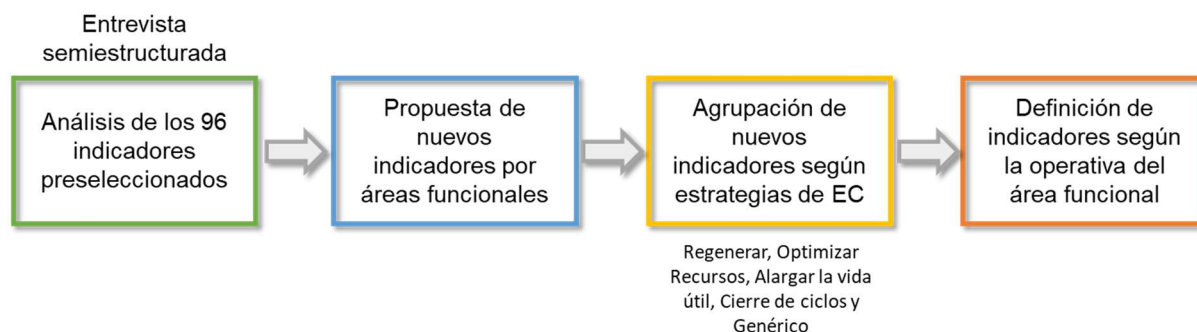 Entrevista
semiestructurada
Análisis de los 96
indicadores
preseleccionados
Propuesta de
nuevos
indicadores por
áreas funcionales
Agrupación de
nuevos
indicadores según
estrategias de EC
Definición de
indicadores según
la operativa del
área funcional
Regenerar, Optimizar
Recursos, Alargar la vida
útil, Cierre de ciclos y
Genérico